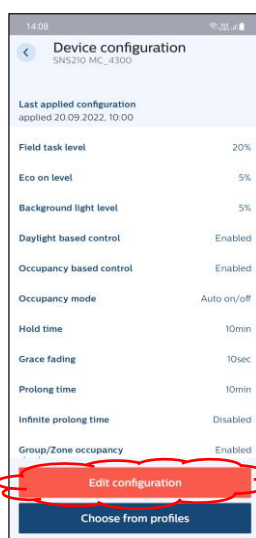 14:08
Device configuration
SNS210 MC_4300
Last applied configuration
applied 20.09.2022, 10:00
Field task level 20%
Eco on level 5%
Background light level 5%
Daylight based control Enabled
Occupancy based control Enabled
Occupancy mode Auto on/off
Hold time 10min
Grace fading 10sec
Prolong time 10min
Infinite prolong time Disabled
Group/Zone occupancy Enabled
Edit configuration
Choose from profiles